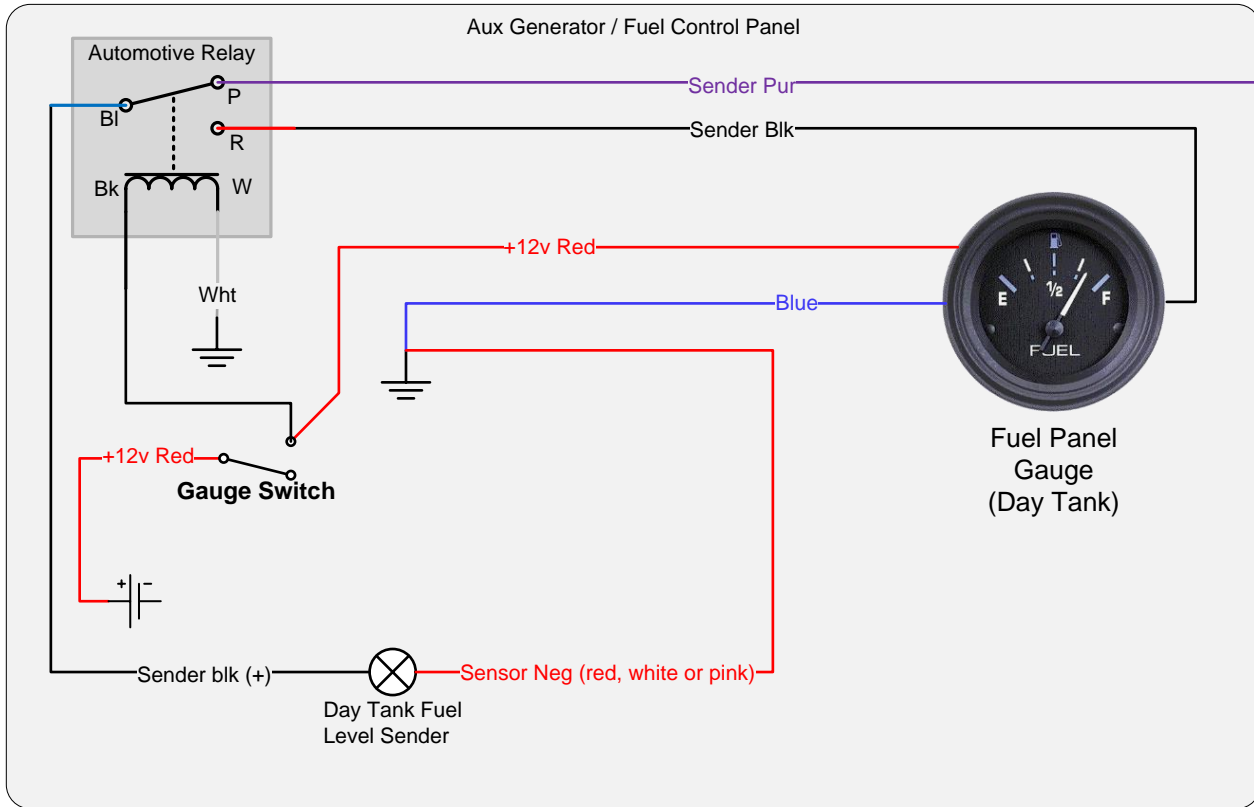 Aux Generator / Fuel Control Panel
Automotive Relay
P
Sender Pur
Bl
R
Sender Blk
Bk
W
+12v Red
Wht
Blue
E
1/2
F
FUEL
+12v Red
Gauge Switch
Fuel Panel
Gauge
(Day Tank)
+
−
Sender blk (+)
Sensor Neg (red, white or pink)
Day Tank Fuel
Level Sender